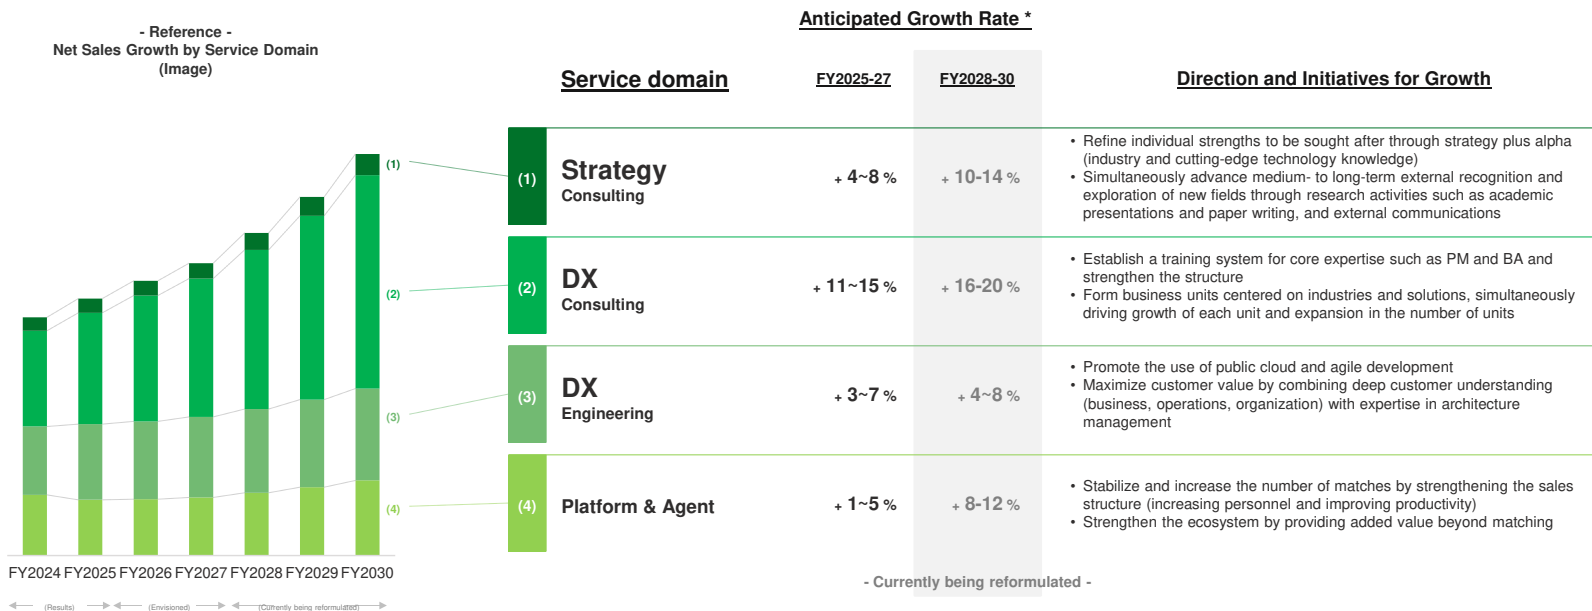 - Reference -
Net Sales Growth by Service Domain
(Image)
Anticipated Growth Rate *
Service domain
FY2025-27
FY2028-30
Direction and Initiatives for Growth
(1)
(2)
(3)
(4)
FY2024 FY2025 FY2026 FY2027 FY2028 FY2029 FY2030
(Results)
(Envisioned)
(Currently being reformulated)
(1)
Strategy
Consulting
+ 4~8 %
+ 10-14 %
• Refine individual strengths to be sought after through strategy plus alpha
(industry and cutting-edge technology knowledge)
• Simultaneously advance medium- to long-term external recognition and
exploration of new fields through research activities such as academic
presentations and paper writing, and external communications
(2)
DX
Consulting
+ 11~15 %
+ 16-20 %
• Establish a training system for core expertise such as PM and BA and
strengthen the structure
• Form business units centered on industries and solutions, simultaneously
driving growth of each unit and expansion in the number of units
(3)
DX
Engineering
+ 3~7 %
+ 4~8 %
• Promote the use of public cloud and agile development
• Maximize customer value by combining deep customer understanding
(business, operations, organization) with expertise in architecture
management
(4)
Platform & Agent
+ 1~5 %
+ 8-12 %
• Stabilize and increase the number of matches by strengthening the sales
structure (increasing personnel and improving productivity)
• Strengthen the ecosystem by providing added value beyond matching
- Currently being reformulated -